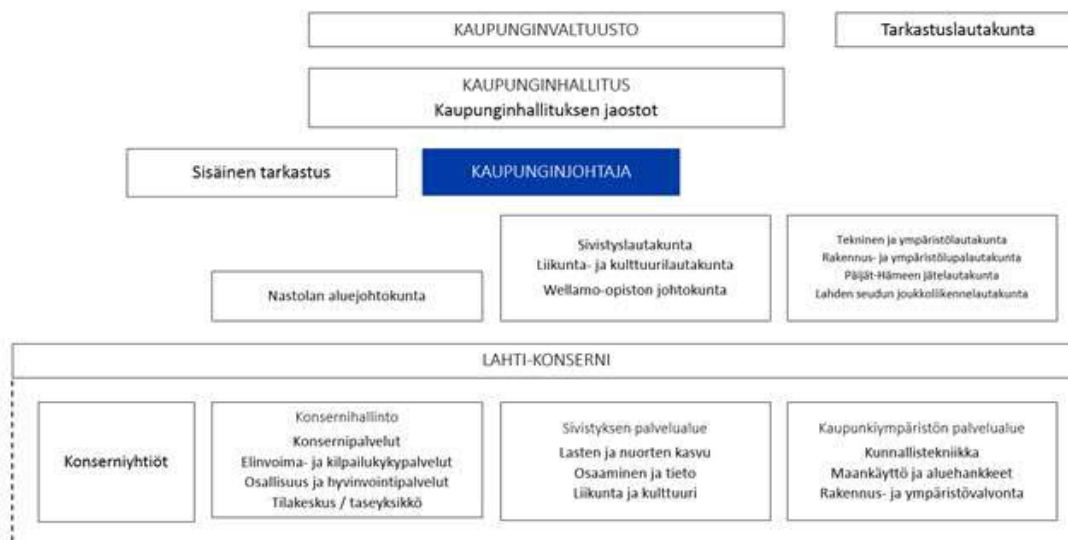 KAUPUNGINVALTUUSTO
Tarkastuslautakunta
KAUPUNGINHALLITUS
Kaupunginhallituksen jaostot
Sisäinen tarkastus
KAUPUNGINJOHTAJA
Nastolan aluejohtokunta
Sivistyslautakunta
Liikunta- ja kulttuurilautakunta
Wellamo-opiston johtokunta
Tekninen ja ympäristölautakunta
Rakennus- ja ympäristölupalautakunta
Päijät-Hämeen jätelautakunta
Lahden seudun joukkoliikennelautakunta
LAHTI-KONSERNI
Konserniyhtiöt
Konsernihallinto
Konsernipalvelut
Elinvoima- ja kilpailukykypalvelut
Osallisuus ja hyvinvointipalvelut
Tilakeskus / taseyksikkö
Sivistyksen palvelualue
Lasten ja nuorten kasvu
Osaaminen ja tieto
Liikunta ja kulttuuri
Kaupunkiympäristön palvelualue
Kunnallistekniikka
Maankäyttö ja aluehankkeet
Rakennus- ja ympäristövalvonta